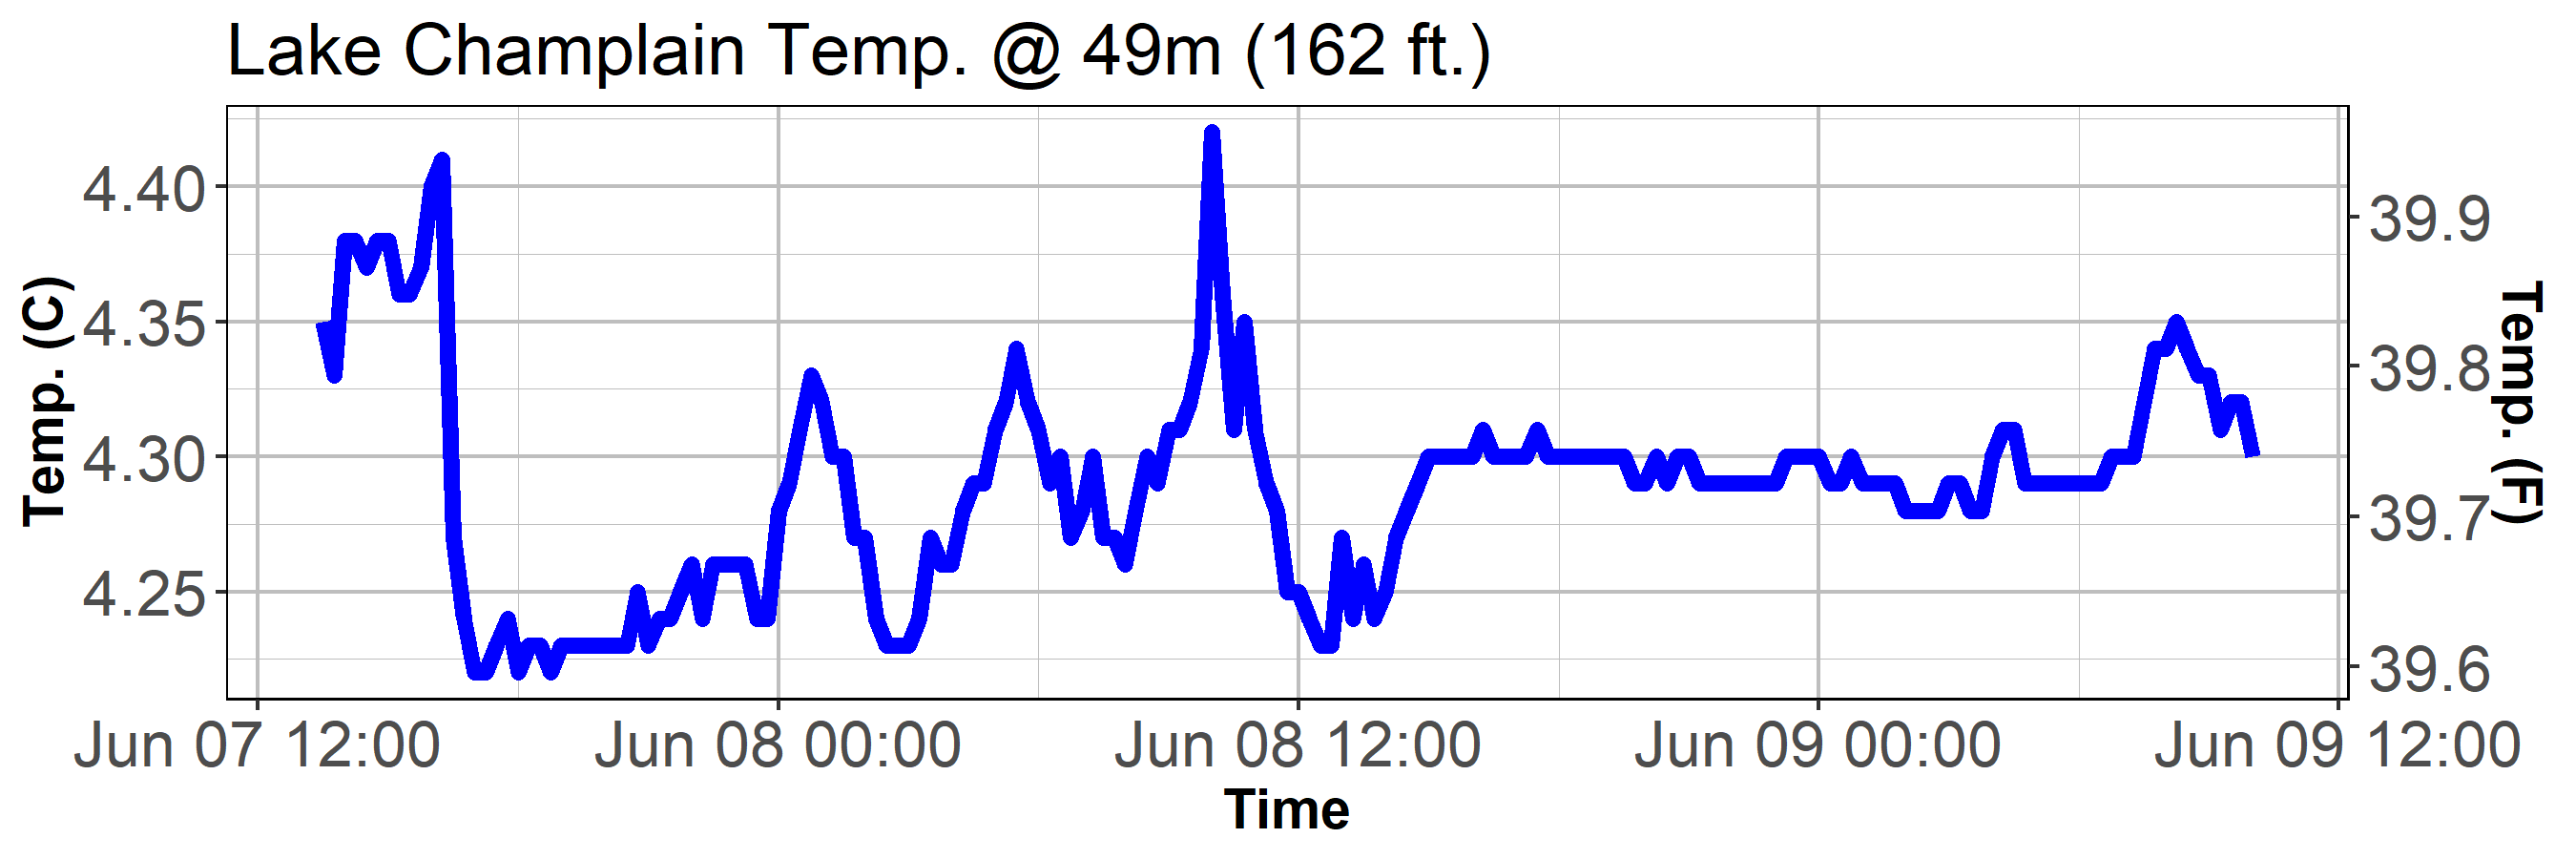 Lake Champlain Temp. @ 49m (162 ft.)
Temp. (C)
4.40
4.35
4.30
4.25
39.9
39.8
39.7
39.6
Temp. (F)
Jun 07 12:00 Jun 08 00:00 Jun 08 12:00 Jun 09 00:00 Jun 09 12:00
Time